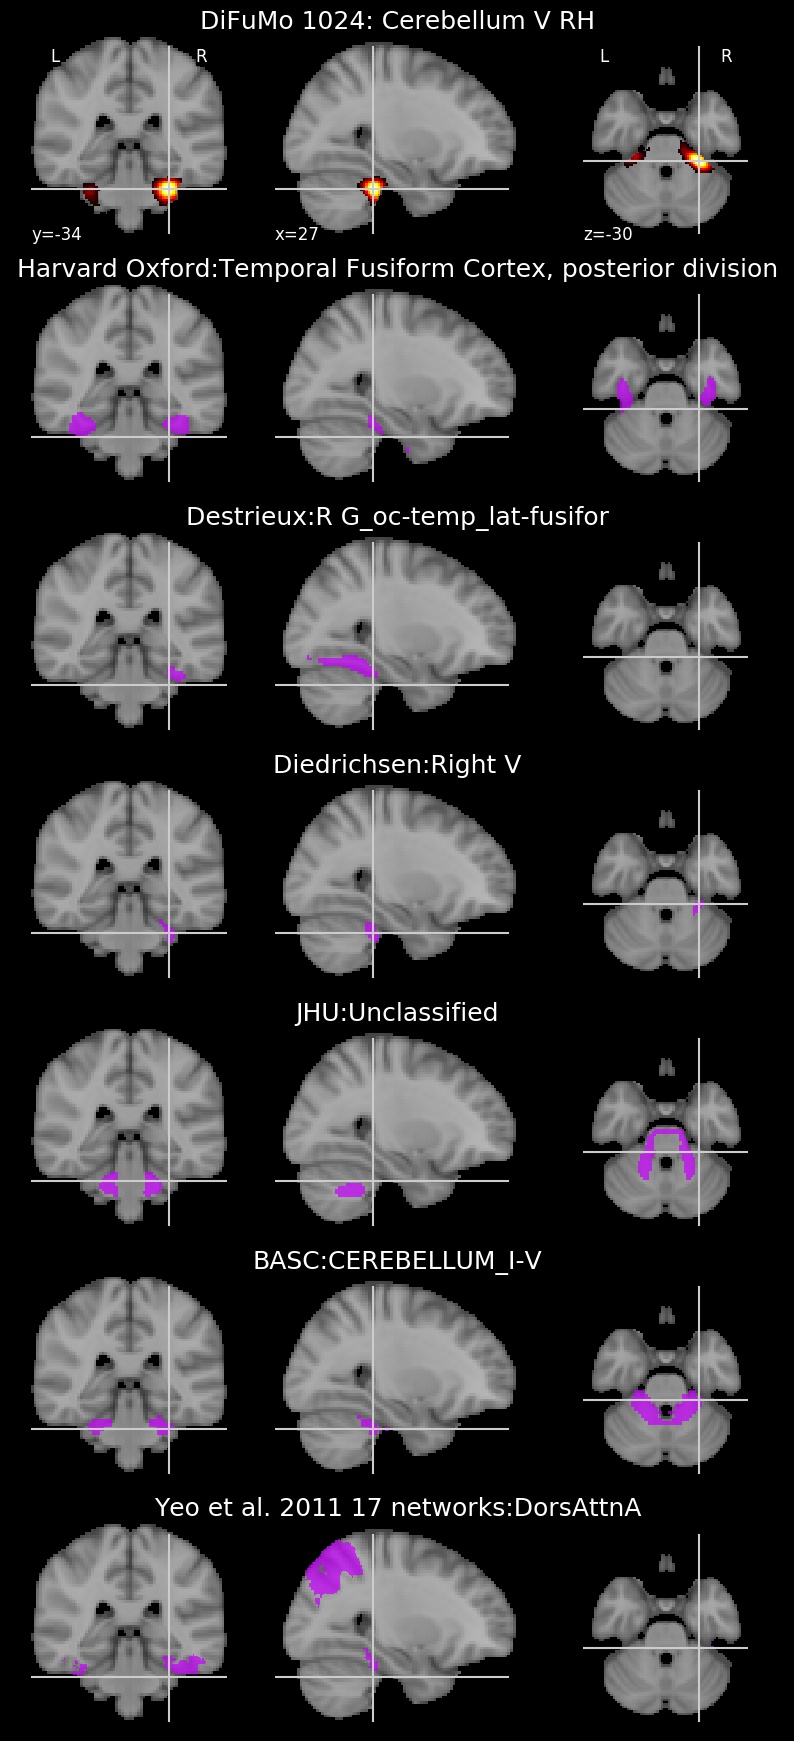 DiFuMo 1024: Cerebellum V RH
L R L R
y=-34 x=27 z=-30
Harvard Oxford:Temporal Fusiform Cortex, posterior division
Destrieux:R G_oc-temp_lat-fusifor
Diedrichsen:Right V
JHU:Unclassified
BASC:CEREBELLUM_I-V
Yeo et al. 2011 17 networks:DorsAttnA